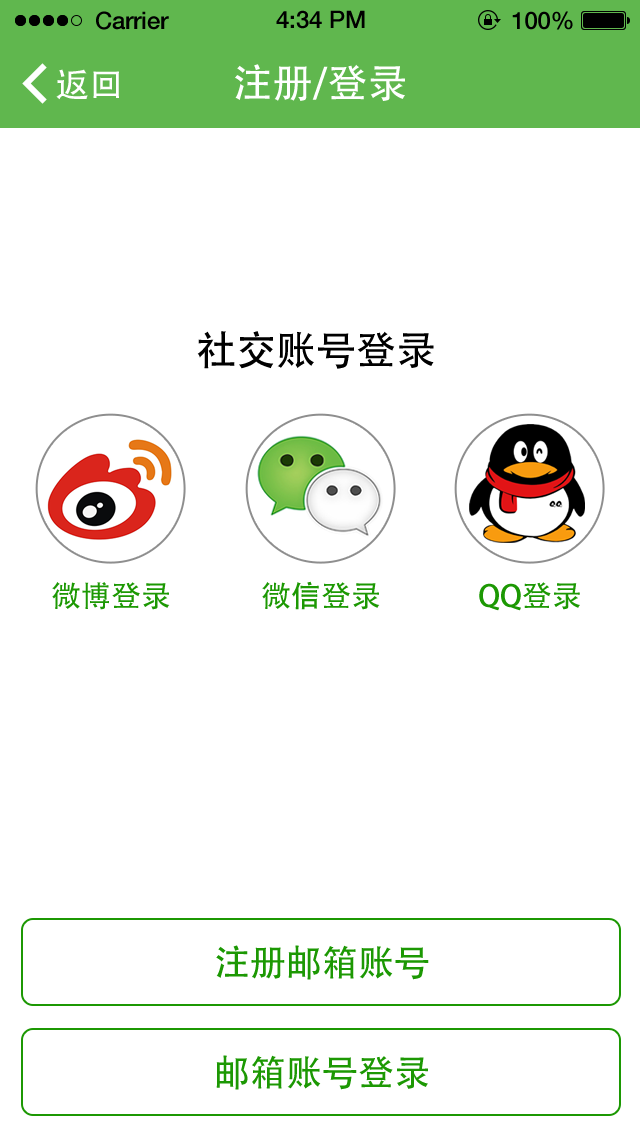 Carrier 4:34 PM 100%
返回 注册/登录
社交账号登录
微博登录 微信登录 QQ登录
注册邮箱账号
邮箱账号登录